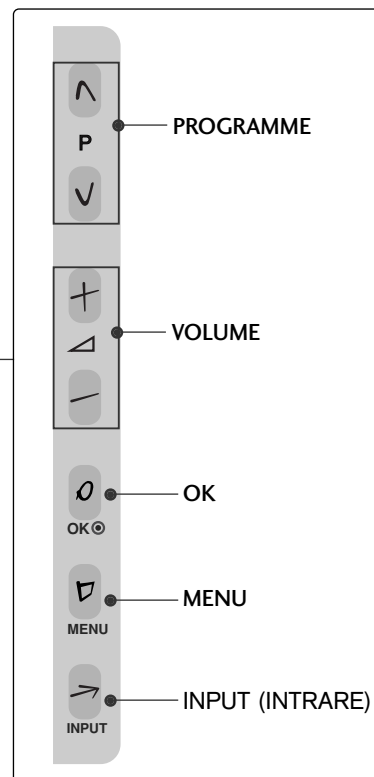 P
PROGRAMME
VOLUME
OK
OK
MENU
MENU
INPUT (INTRARE)
INPUT